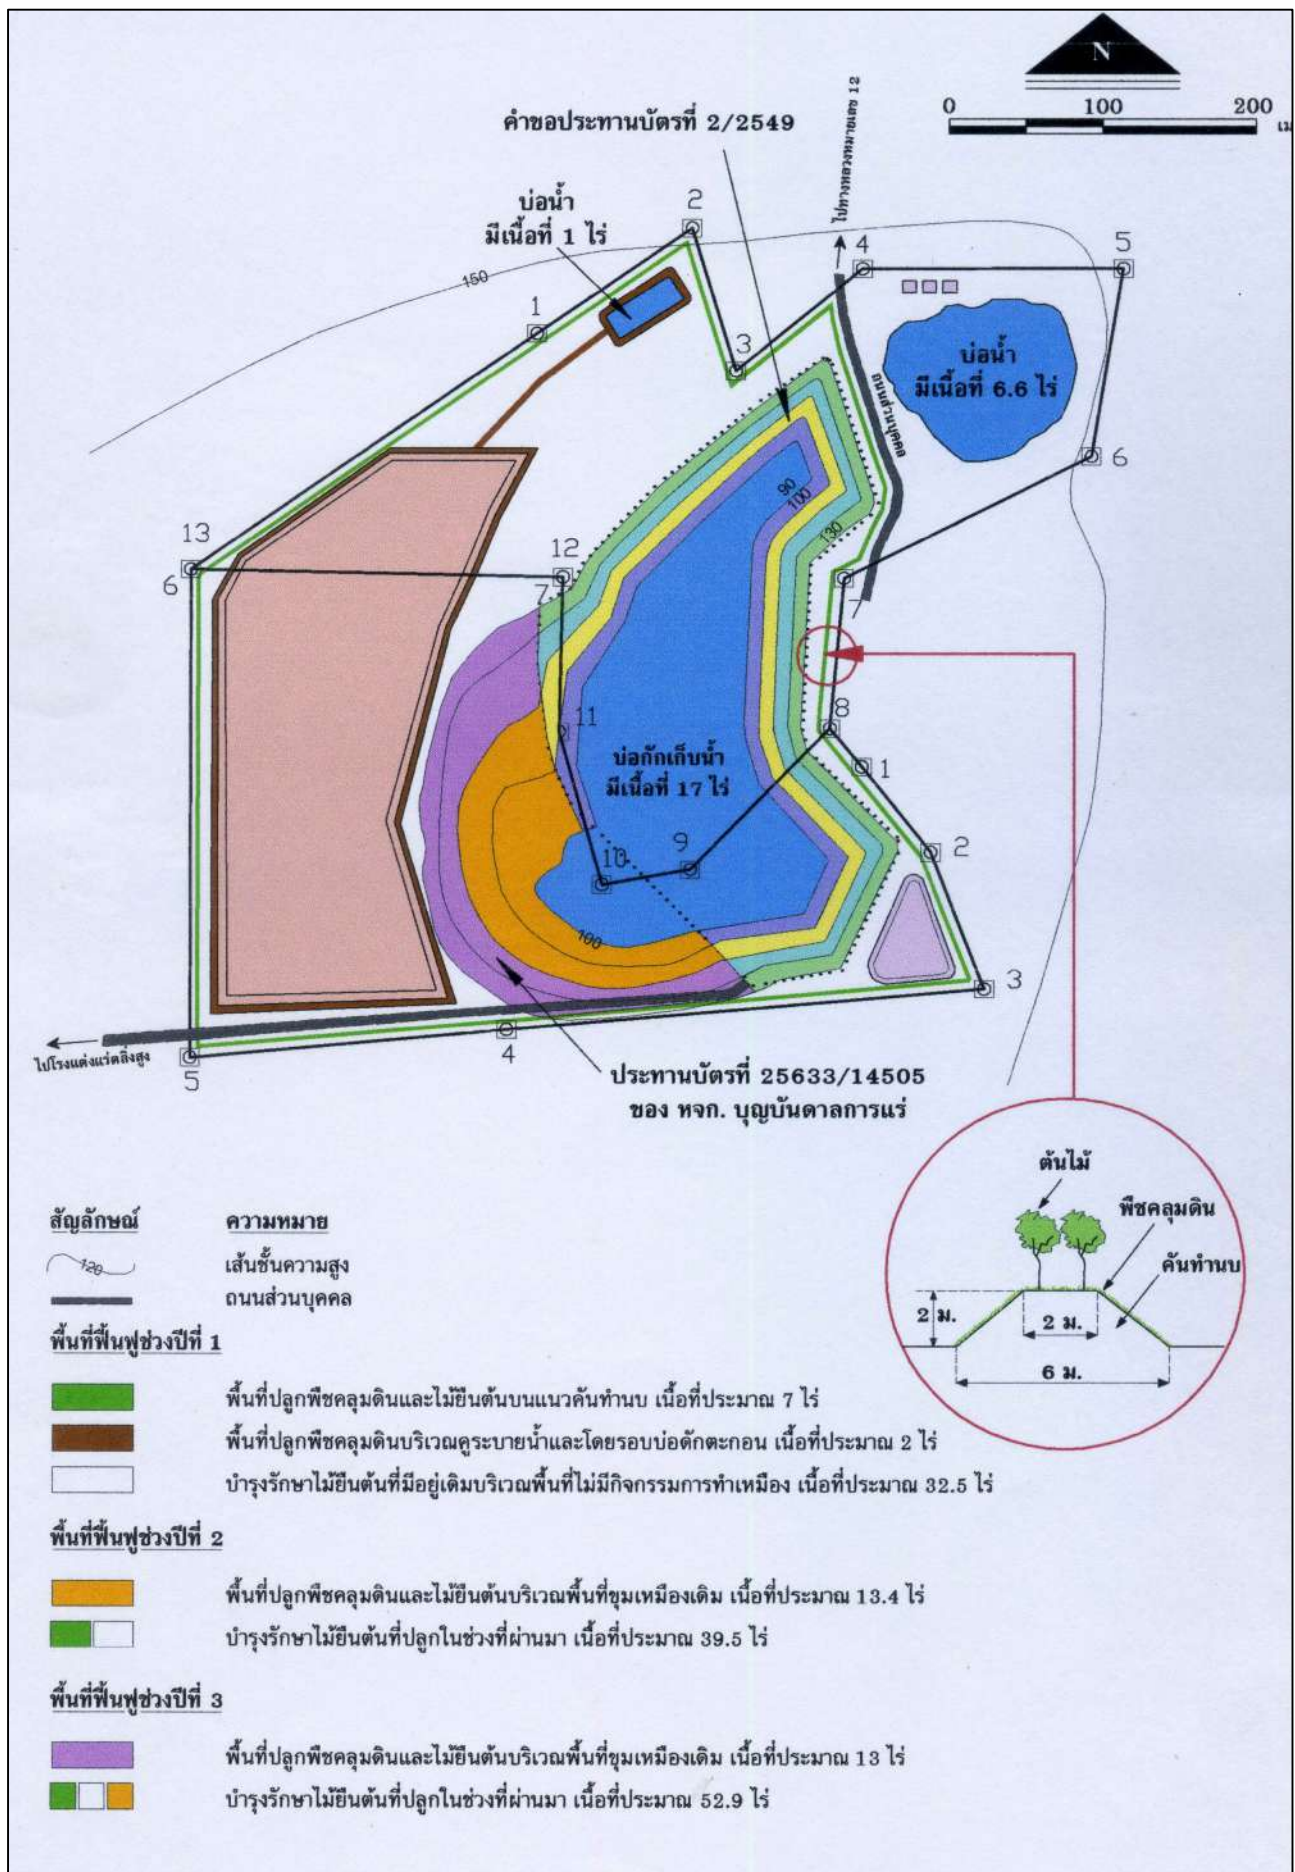 N
0 100 200
เม
คำขอประทานบัตรที่ 2/2549
ไปทางหลวงหมายเลข 12
บ่อน้ำ
มีเนื้อที่ 1 ไร่
2
4
5
150
1
3
บ่อน้ำ
มีเนื้อที่ 6.6 ไร่
ถนนส่วนบุคคล
6
90
100
130
13
6
12
7
7
8
11
บ่อกักเก็บน้ำ
มีเนื้อที่ 17 ไร่
1
2
9
10
100
3
4
5
ไปโรงแต่งแร่ตลิ่งสูง
ประทานบัตรที่ 25633/14505
ของ หจก. บุญบันดาลการแร่
ต้นไม้
พืชคลุมดิน
คันทำนบ
2 ม.
2 ม.
6 ม.
สัญลักษณ์ ความหมาย
120 เส้นชั้นความสูง
ถนนส่วนบุคคล
พื้นที่ฟื้นฟูช่วงปีที่ 1
พื้นที่ปลูกพืชคลุมดินและไม้ยืนต้นบนแนวคันทำนบ เนื้อที่ประมาณ 7 ไร่
พื้นที่ปลูกพืชคลุมดินบริเวณคูระบายน้ำและโดยรอบบ่อดักตะกอน เนื้อที่ประมาณ 2 ไร่
บำรุงรักษาไม้ยืนต้นที่มีอยู่เดิมบริเวณพื้นที่ไม่มีกิจกรรมการทำเหมือง เนื้อที่ประมาณ 32.5 ไร่
พื้นที่ฟื้นฟูช่วงปีที่ 2
พื้นที่ปลูกพืชคลุมดินและไม้ยืนต้นบริเวณพื้นที่ขุมเหมืองเดิม เนื้อที่ประมาณ 13.4 ไร่
บำรุงรักษาไม้ยืนต้นที่ปลูกในช่วงที่ผ่านมา เนื้อที่ประมาณ 39.5 ไร่
พื้นที่ฟื้นฟูช่วงปีที่ 3
พื้นที่ปลูกพืชคลุมดินและไม้ยืนต้นบริเวณพื้นที่ขุมเหมืองเดิม เนื้อที่ประมาณ 13 ไร่
บำรุงรักษาไม้ยืนต้นที่ปลูกในช่วงที่ผ่านมา เนื้อที่ประมาณ 52.9 ไร่